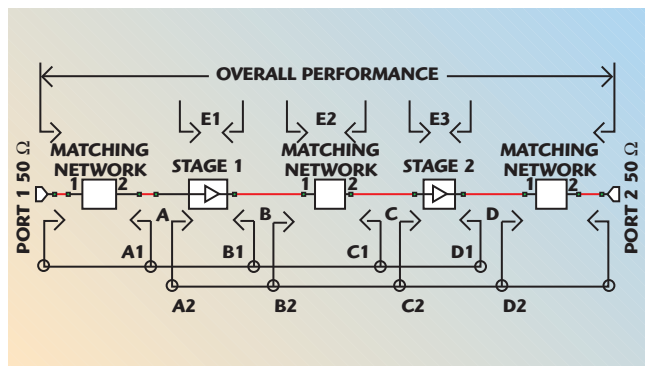 OVERALL PERFORMANCE
E1 E2 E3
MATCHING NETWORK
STAGE 1
MATCHING NETWORK
STAGE 2
MATCHING NETWORK
PORT 1 50 Ω
1 2
1 2
1 2
PORT 2 50 Ω
A B C D
A1 B1 C1 D1
A2 B2 C2 D2